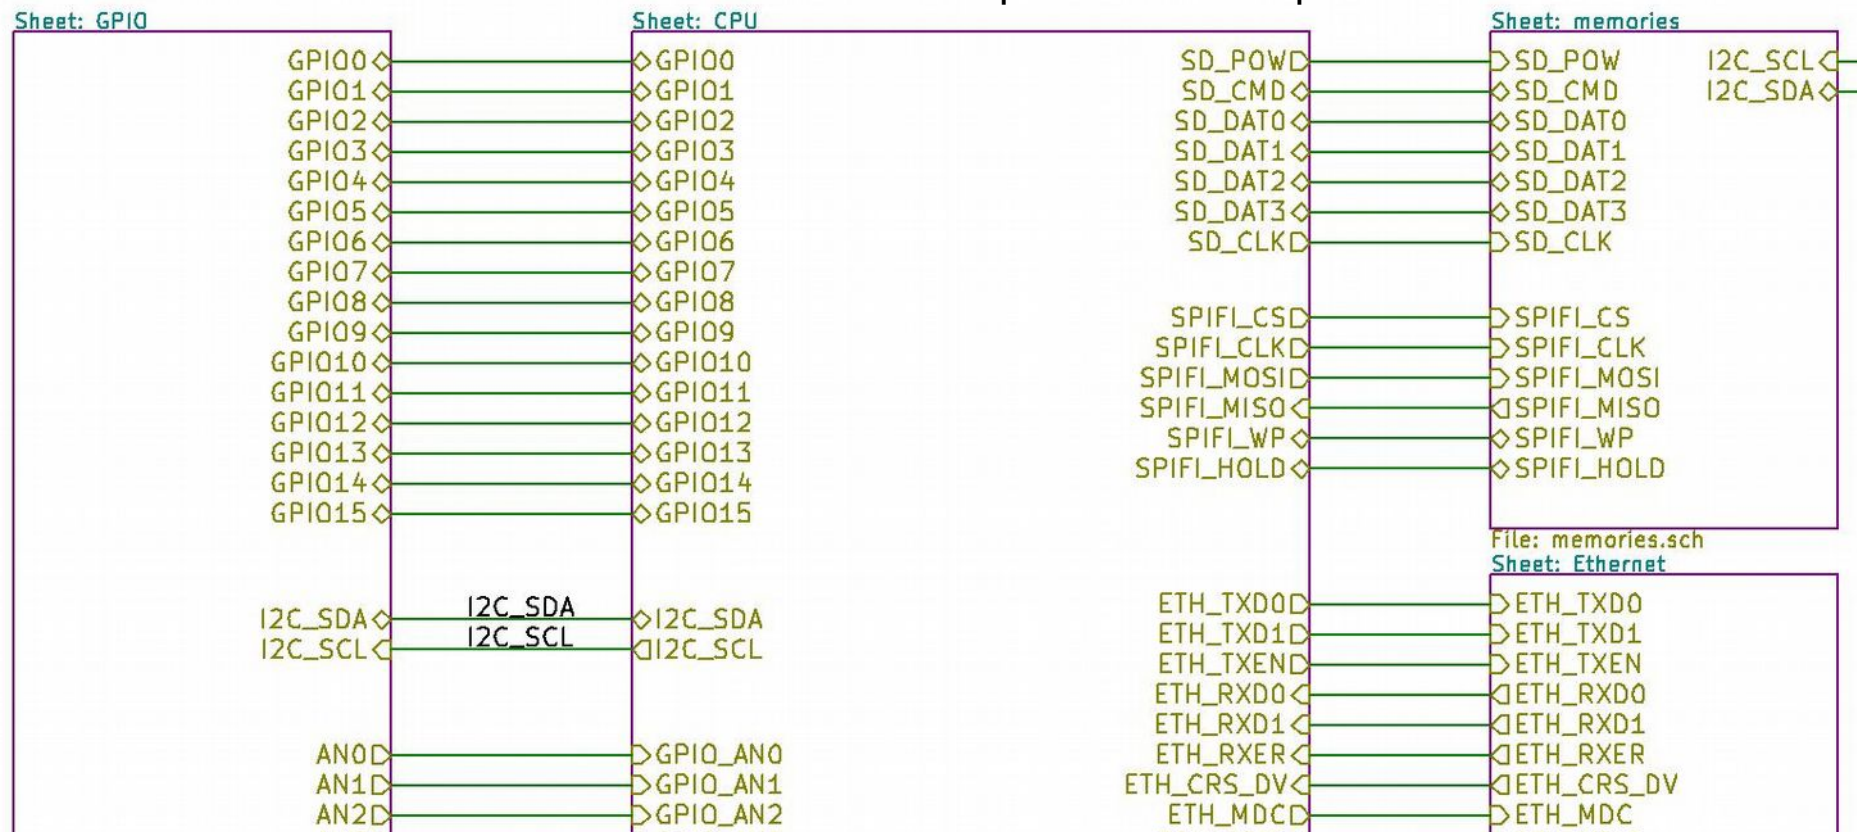 Sheet: GPIO
GPIO0
GPIO1
GPIO2
GPIO3
GPIO4
GPIO5
GPIO6
GPIO7
GPIO8
GPIO9
GPIO10
GPIO11
GPIO12
GPIO13
GPIO14
GPIO15
I2C_SDA
I2C_SCL
AN0
AN1
AN2
I2C_SDA
I2C_SCL
Sheet: CPU
GPIO0
GPIO1
GPIO2
GPIO3
GPIO4
GPIO5
GPIO6
GPIO7
GPIO8
GPIO9
GPIO10
GPIO11
GPIO12
GPIO13
GPIO14
GPIO15
I2C_SDA
I2C_SCL
GPIO_AN0
GPIO_AN1
GPIO_AN2
SD_POW
SD_CMD
SD_DAT0
SD_DAT1
SD_DAT2
SD_DAT3
SD_CLK
SPIFI_CS
SPIFI_CLK
SPIFI_MOSI
SPIFI_MISO
SPIFI_WP
SPIFI_HOLD
ETH_TXD0
ETH_TXD1
ETH_TXEN
ETH_RXD0
ETH_RXD1
ETH_RXER
ETH_CRS_DV
ETH_MDC
Sheet: memories
SD_POW
SD_CMD
SD_DAT0
SD_DAT1
SD_DAT2
SD_DAT3
SD_CLK
SPIFI_CS
SPIFI_CLK
SPIFI_MOSI
SPIFI_MISO
SPIFI_WP
SPIFI_HOLD
I2C_SCL
I2C_SDA
File: memories.sch
Sheet: Ethernet
ETH_TXD0
ETH_TXD1
ETH_TXEN
ETH_RXD0
ETH_RXD1
ETH_RXER
ETH_CRS_DV
ETH_MDC